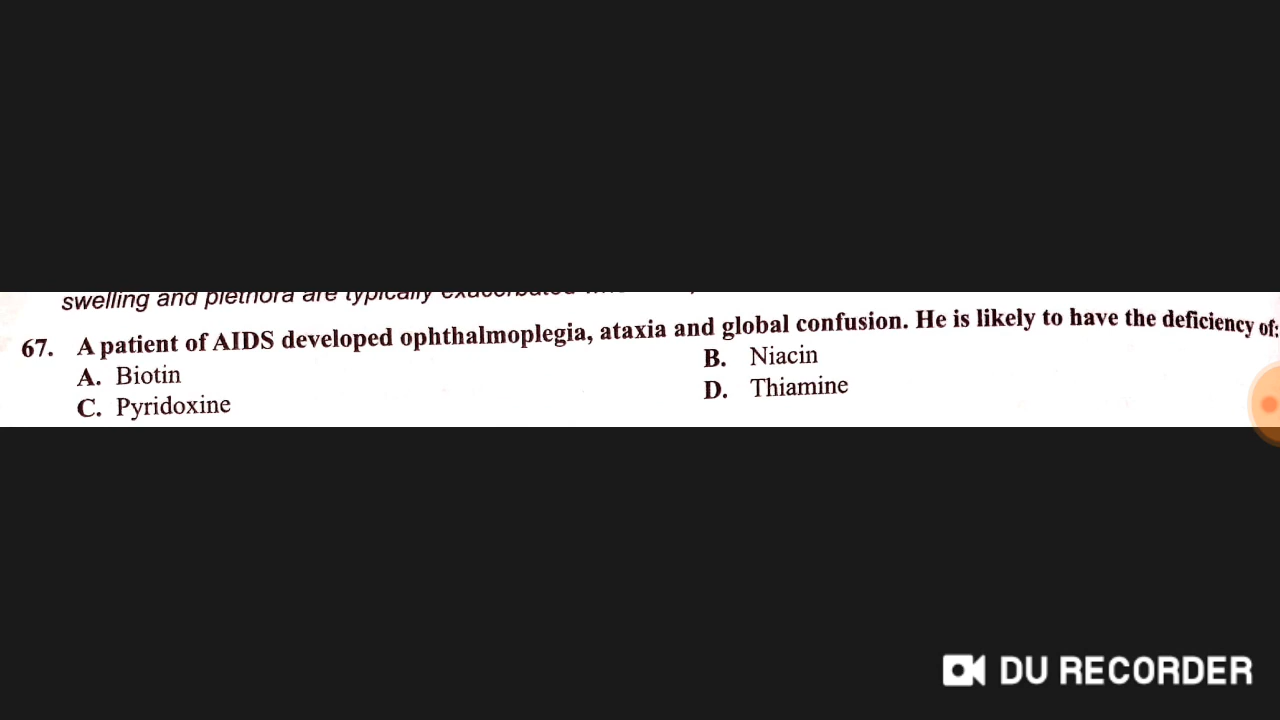 swelling and plethora are typically
67. A patient of AIDS developed ophthalmoplegia, ataxia and global confusion. He is likely to have the deficiency of:
A. Biotin B. Niacin
C. Pyridoxine D. Thiamine
DU RECORDER